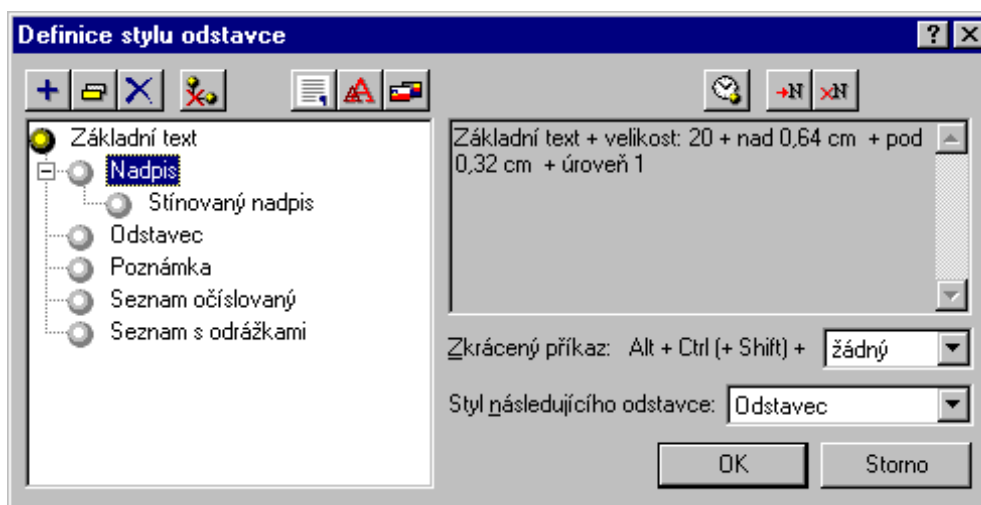 Definice stylu odstavce
Základní text
Nadpis
Stínovaný nadpis
Odstavec
Poznámka
Seznam očíslovaný
Seznam s odrážkami
Základní text + velikost: 20 + nad 0,64 cm + pod
0,32 cm + úroveň 1
Zkrácený příkaz: Alt + Ctrl (+ Shift) + žádný
Styl následujícího odstavce: Odstavec
OK Storno